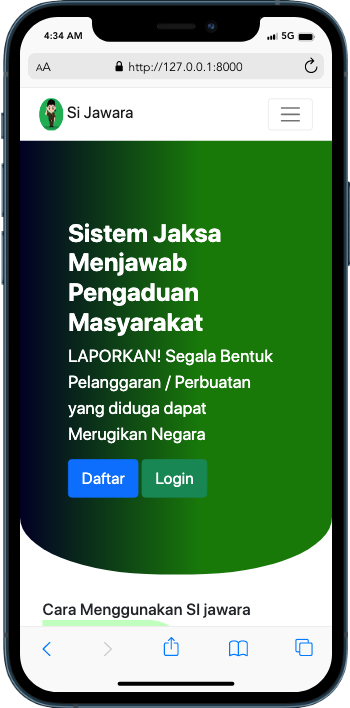 4:34 AM
5G
AA
http://127.0.0.1:8000
Si Jawara
Sistem Jaksa
Menjawab
Pengaduan
Masyarakat
LAPORKAN! Segala Bentuk
Pelanggaran / Perbuatan
yang diduga dapat
Merugikan Negara
Daftar
Login
Cara Menggunakan SI jawara